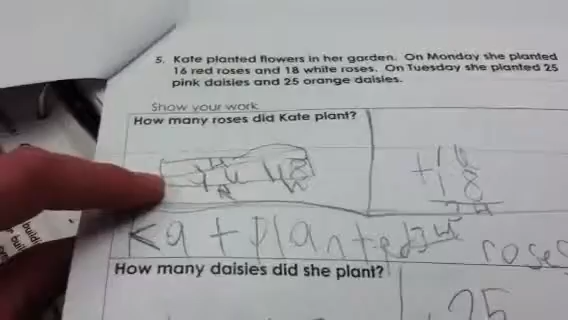 5. Kate planted flowers in her garden. On Monday she planted
16 red roses and 18 white roses. On Tuesday she planted 25
pink daisies and 25 orange daisies.
Show your work
How many roses did Kate plant?
16
+18
34
Kat planted 34 roses
How many daisies did she plant?
25